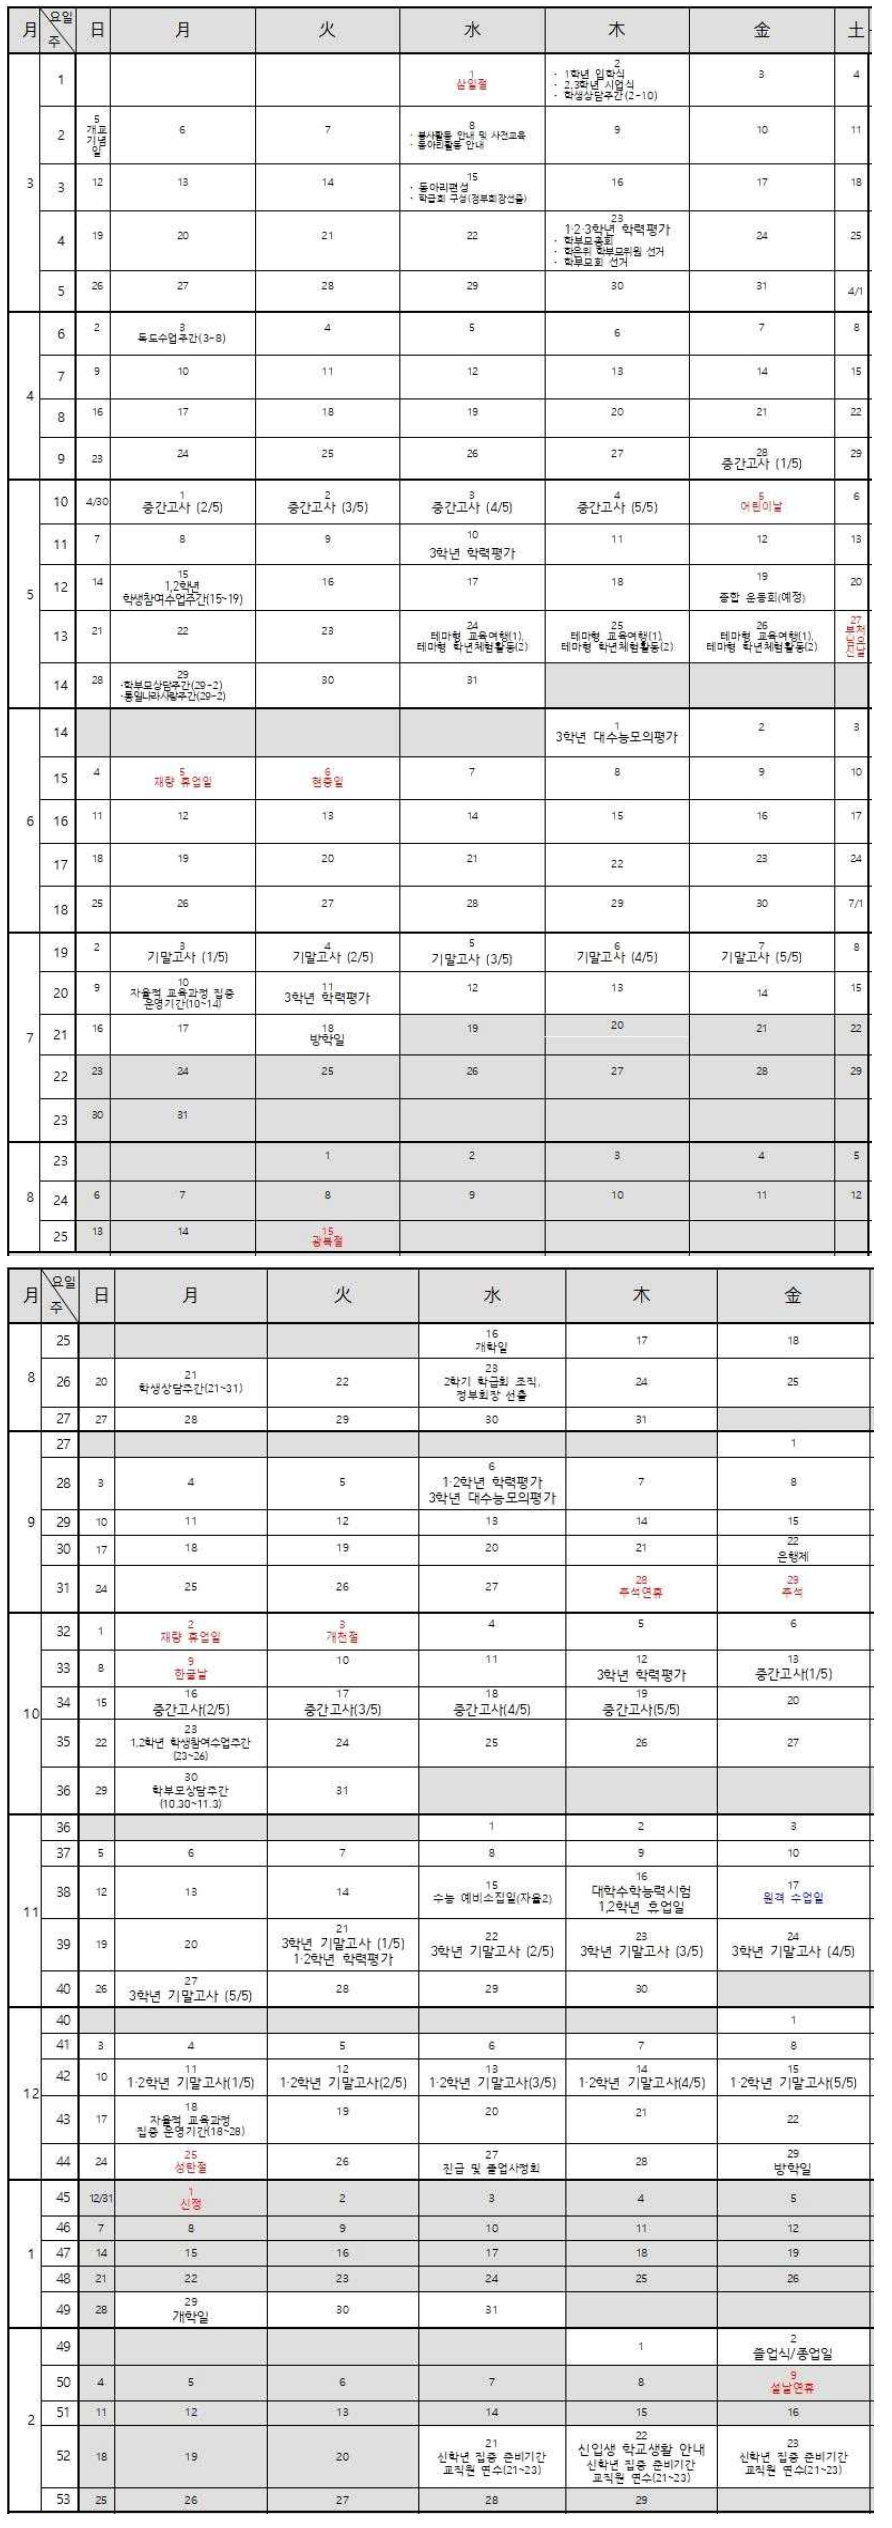 月 요일 주 日 月 火 水 木 金 土
3
1 1 2 3 4
삼일절
· 1학년 입학식
· 2,3학년 시업식
· 학생상담주간(2-10)
2 5 6 7 8 9 10 11
개교
기념
일
· 봉사활동 안내 및 사전교육
· 동아리활동 안내
3 12 13 14 15 16 17 18
· 동아리편성
· 학급회 구성(정부회장선출)
4 19 20 21 22 23 24 25
1·2·3학년 학력평가
· 학부모총회
· 학운위 학부모위원 선거
· 학부모회 선거
5 26 27 28 29 30 31 4/1
4
6 2 3 4 5 6 7 8
독도수업주간(3-8)
7 9 10 11 12 13 14 15
8 16 17 18 19 20 21 22
9 23 24 25 26 27 28 29
중간고사 (1/5)
5
10 4/30 1 2 3 4 5 6
중간고사 (2/5) 중간고사 (3/5) 중간고사 (4/5) 중간고사 (5/5) 어린이날
11 7 8 9 10 11 12 13
3학년 학력평가
12 14 15 16 17 18 19 20
1,2학년
학생참여수업주간(15~19)
종합 운동회(예정)
13 21 22 23 24 25 26 27
테마형 교육여행(1), 테마형 교육여행(1), 테마형 교육여행(1),
테마형 학년체험활동(2) 테마형 학년체험활동(2) 테마형 학년체험활동(2)
부처
님오
신날
14 28 29 30 31
·학부모상담주간(29-2)
·통일나라사랑주간(29-2)
6
14 1 2 3
3학년 대수능모의평가
15 4 5 6 7 8 9 10
재량 휴업일 현충일
16 11 12 13 14 15 16 17
17 18 19 20 21 22 23 24
18 25 26 27 28 29 30 7/1
7
19 2 3 4 5 6 7 8
기말고사 (1/5) 기말고사 (2/5) 기말고사 (3/5) 기말고사 (4/5) 기말고사 (5/5)
20 9 10 11 12 13 14 15
자율적 교육과정 집중
운영기간(10~14)
3학년 학력평가
21 16 17 18 19 20 21 22
방학일
22 23 24 25 26 27 28 29
23 30 31
8
23 1 2 3 4 5
24 6 7 8 9 10 11 12
25 13 14 15
광복절
月 요일 주 日 月 火 水 木 金
8
25 16 17 18
개학일
26 20 21 22 23 24 25
학생상담주간(21~31)
2학기 학급회 조직,
정부회장 선출
27 27 28 29 30 31
9
27 1
28 3 4 5 6 7 8
1·2학년 학력평가
3학년 대수능모의평가
29 10 11 12 13 14 15
30 17 18 19 20 21 22
은행제
31 24 25 26 27 28 29
추석연휴 추석
10
32 1 2 3 4 5 6
재량 휴업일 개천절
33 8 9 10 11 12 13
한글날 3학년 학력평가 중간고사(1/5)
34 15 16 17 18 19 20
중간고사(2/5) 중간고사(3/5) 중간고사(4/5) 중간고사(5/5)
35 22 23 24 25 26 27
1,2학년 학생참여수업주간
(23~26)
36 29 30 31
학부모상담주간
(10.30~11.3)
11
36 1 2 3
37 5 6 7 8 9 10
38 12 13 14 15 16 17
수능 예비소집일(자율2)
대학수학능력시험
1,2학년 휴업일
원격 수업일
39 19 20 21 22 23 24
3학년 기말고사 (1/5)
1·2학년 학력평가
3학년 기말고사 (2/5) 3학년 기말고사 (3/5) 3학년 기말고사 (4/5)
40 26 27 28 29 30
3학년 기말고사 (5/5)
12
40 1
41 3 4 5 6 7 8
42 10 11 12 13 14 15
1·2학년 기말고사(1/5) 1·2학년 기말고사(2/5) 1·2학년 기말고사(3/5) 1·2학년 기말고사(4/5) 1·2학년 기말고사(5/5)
43 17 18 19 20 21 22
자율적 교육과정
집중 운영기간(18~28)
44 24 25 26 27 28 29
성탄절 진급 및 졸업사정회 방학일
1
45 12/31 1 2 3 4 5
신정
46 7 8 9 10 11 12
47 14 15 16 17 18 19
48 21 22 23 24 25 26
49 28 29 30 31
개학일
2
49 1 2
졸업식/종업일
50 4 5 6 7 8 9
설날연휴
51 11 12 13 14 15 16
52 18 19 20 21 22 23
신학년 집중 준비기간
교직원 연수(21~23)
신입생 학교생활 안내
신학년 집중 준비기간
교직원 연수(21~23)
신학년 집중 준비기간
교직원 연수(21~23)
53 25 26 27 28 29